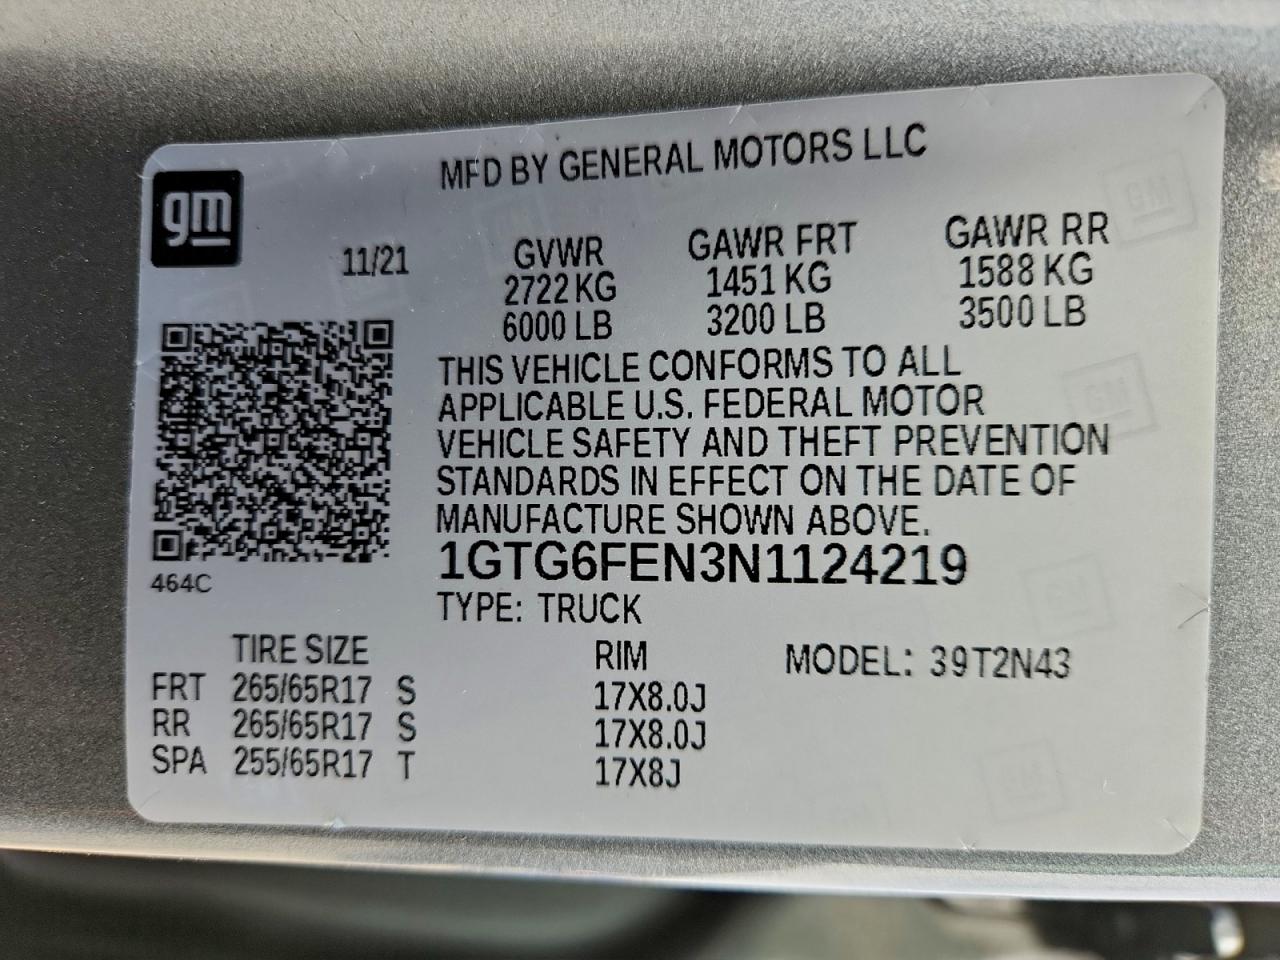 MFD BY GENERAL MOTORS LLC
gm
11/21 GVWR GAWR FRT GAWR RR
2722 KG 1451 KG 1588 KG
6000 LB 3200 LB 3500 LB
THIS VEHICLE CONFORMS TO ALL
APPLICABLE U.S. FEDERAL MOTOR
VEHICLE SAFETY AND THEFT PREVENTION
STANDARDS IN EFFECT ON THE DATE OF
MANUFACTURE SHOWN ABOVE.
1GTG6FEN3N1124219
464C
TYPE: TRUCK
TIRE SIZE RIM MODEL: 39T2N43
FRT 265/65R17 S 17X8.0J
RR 265/65R17 S 17X8.0J
SPA 255/65R17 T 17X8J